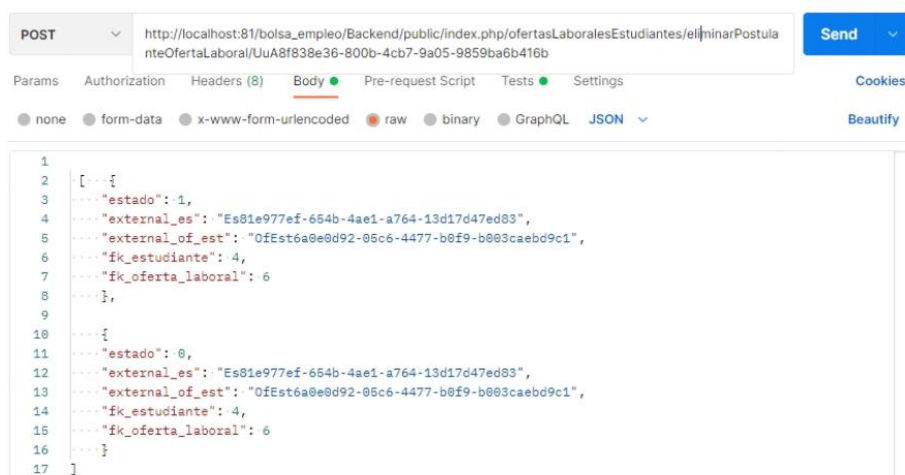 POST
http://localhost:81/bolsa_empleo/Backend/public/index.php/ofertasLaboralesEstudiantes/eliminarPostula
nteOfertaLaboral/UuA8f838e36-800b-4cb7-9a05-9859ba6b416b
Send
Params Authorization Headers (8) Body Pre-request Script Tests Settings Cookies
none form-data x-www-form-urlencoded raw binary GraphQL JSON Beautify
1
2 [ {
3 "estado": 1,
4 "external_es": "Es81e977ef-654b-4ae1-a764-13d17d47ed83",
5 "external_of_est": "OfEst6a0e0d92-05c6-4477-b0f9-b003caebd9c1",
6 "fk_estudiante": 4,
7 "fk_oferta_laboral": 6
8 },
9
10 {
11 "estado": 0,
12 "external_es": "Es81e977ef-654b-4ae1-a764-13d17d47ed83",
13 "external_of_est": "OfEst6a0e0d92-05c6-4477-b0f9-b003caebd9c1",
14 "fk_estudiante": 4,
15 "fk_oferta_laboral": 6
16 }
17 ]